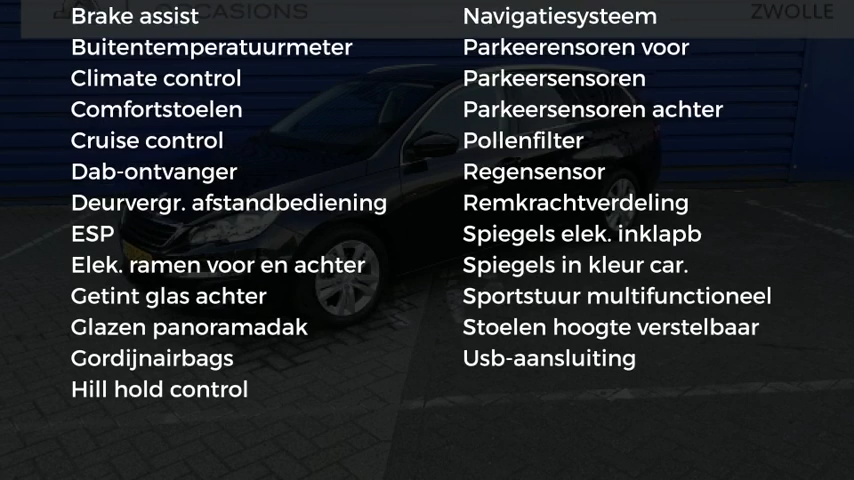 OCCASIONS
ZWOLLE
Brake assist
Buitentemperatuurmeter
Climate control
Comfortstoelen
Cruise control
Dab-ontvanger
Deurvergr. afstandbediening
ESP
Elek. ramen voor en achter
Getint glas achter
Glazen panoramadak
Gordijnairbags
Hill hold control
Navigatiesysteem
Parkeerensoren voor
Parkeersensoren
Parkeersensoren achter
Pollenfilter
Regensensor
Remkrachtverdeling
Spiegels elek. inklapb
Spiegels in kleur car.
Sportstuur multifunctioneel
Stoelen hoogte verstelbaar
Usb-aansluiting